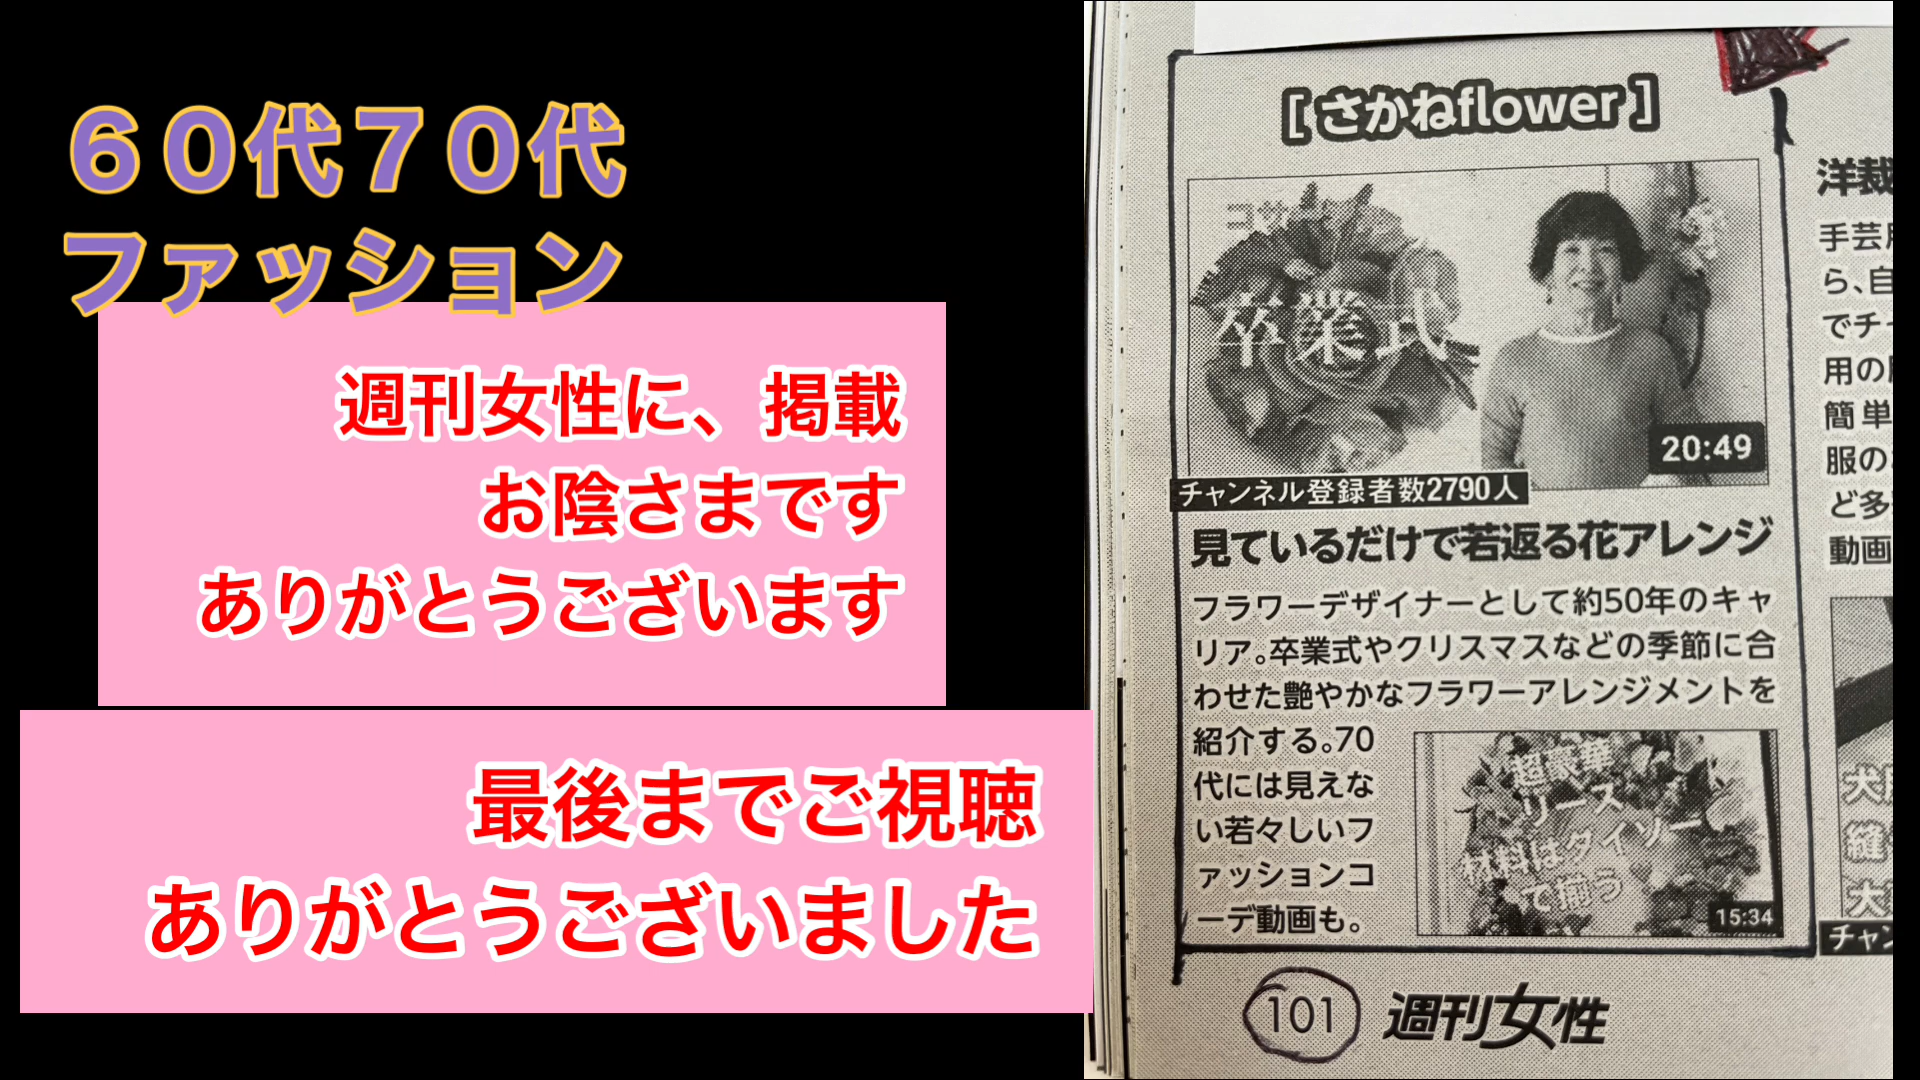 ６０代７０代
ファッション
週刊女性に、掲載
お陰さまです
ありがとうございます
最後までご視聴
ありがとうございました
[さかねflower]
コサージュ
卒業式
20:49
チャンネル登録者数2790人
見ているだけで若返る花アレンジ
フラワーデザイナーとして約50年のキャ
リア。卒業式やクリスマスなどの季節に合
わせた艶やかなフラワーアレンジメントを
紹介する。70
代には見えな
い若々しいフ
ァッションコ
ーデ動画も。
超豪華
リース
材料はダイソー
で揃う
15:34
101 週刊女性
洋裁
手芸
ら、自
でチ
用の
簡単
服の
ど多
動画
犬
縫
大
チャン